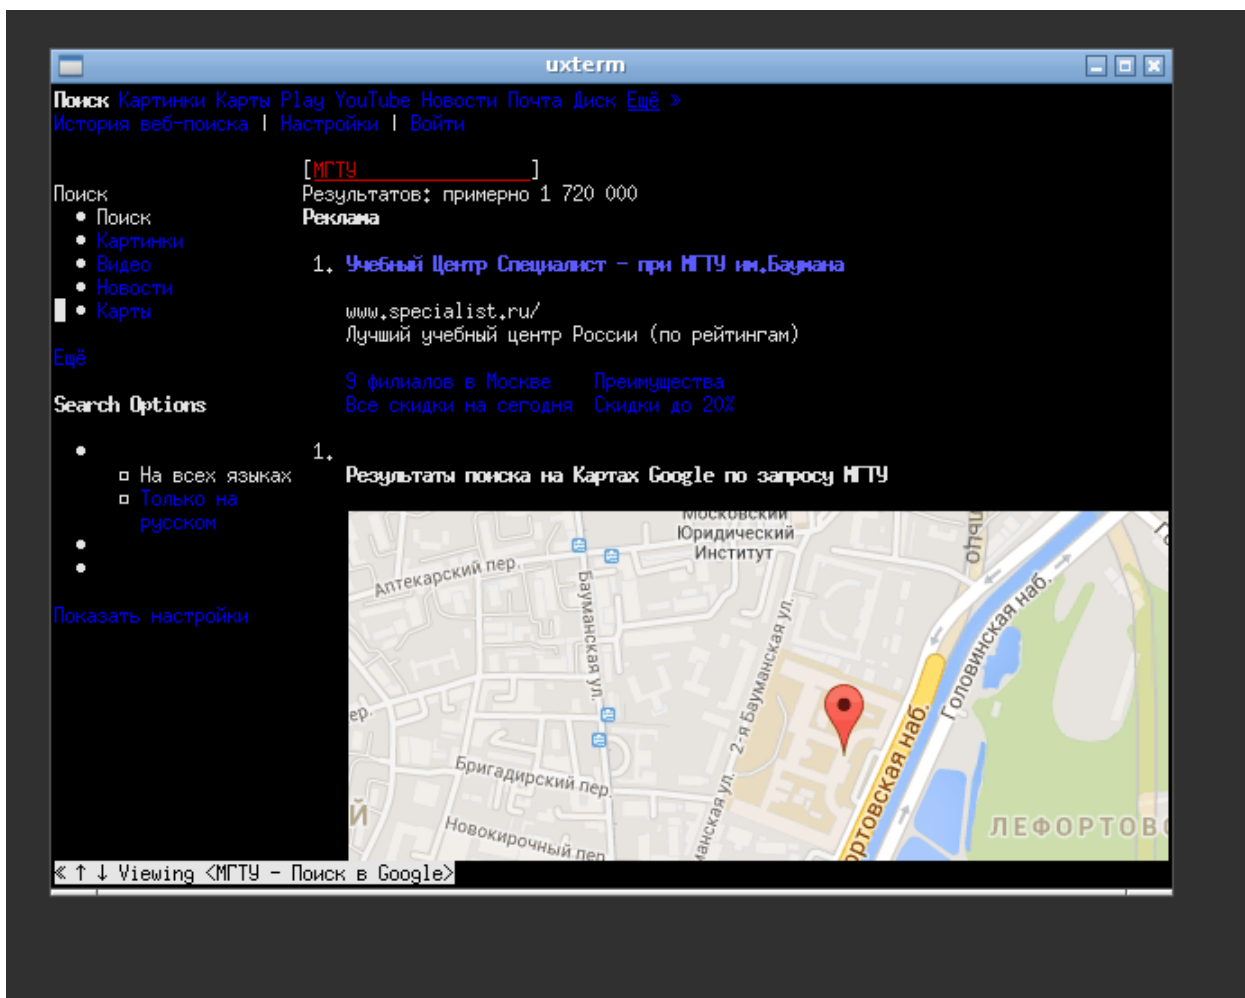 uxterm
Поиск Картинки Карты Play YouTube Новости Почта Диск Ещё »
История веб-поиска | Настройки | Войти
[МГТУ____________________]
Поиск
Результатов: примерно 1 720 000
• Поиск
Реклама
• Картинки
• Видео
1. Учебный Центр Специалист - при МГТУ им.Баумана
• Новости
• Карты
www.specialist.ru/
Лучший учебный центр России (по рейтингам)
Ещё
9 филиалов в Москве Преимущества
Search Options
Все скидки на сегодня Скидки до 20%
1.
На всех языках
Результаты поиска на Картах Google по запросу МГТУ
Только на
русском
Показать настройки
Московский
Юридический
Институт
Аптекарский пер.
Бауманская ул.
2-я Бауманская ул.
Головинская наб.
ортовская наб.
ер.
Бригадирский пер.
манская ул.
Й
Новокирочный пер
ЛЕФОРТОВ
« ↑ ↓ Viewing <МГТУ - Поиск в Google>